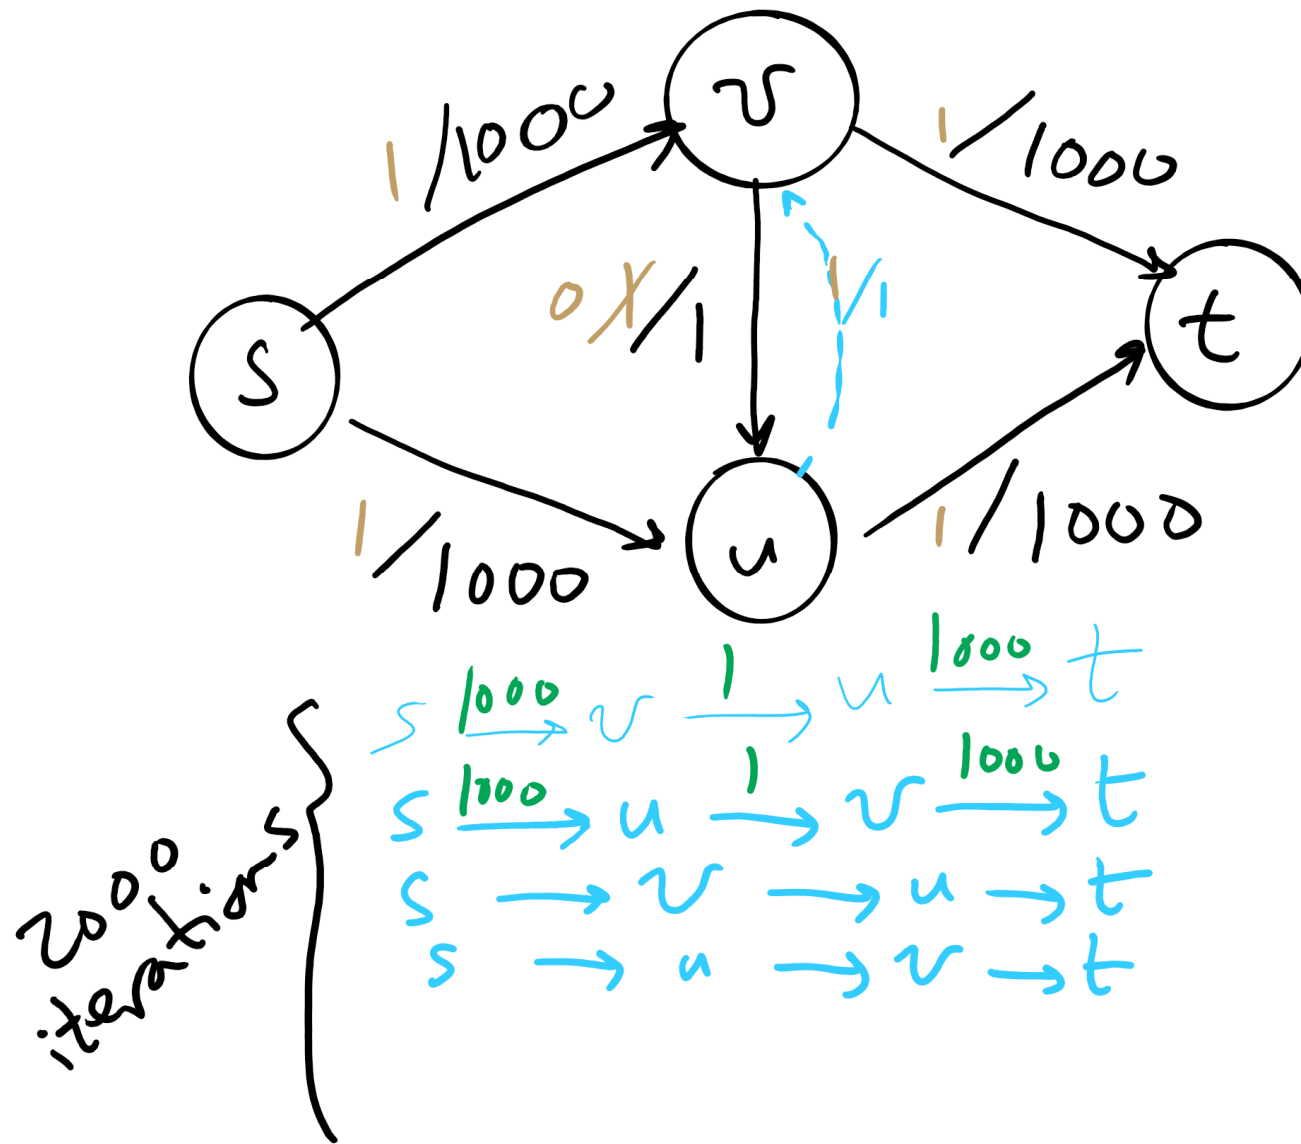 v
1/1000
1/1000
0 1/1
1/1
s
t
u
1/1000
1/1000
1000 1 1000
s → v → u → t
1000 1 1000
s → u → v → t
s → v → u → t
s → u → v → t
2000
iterations